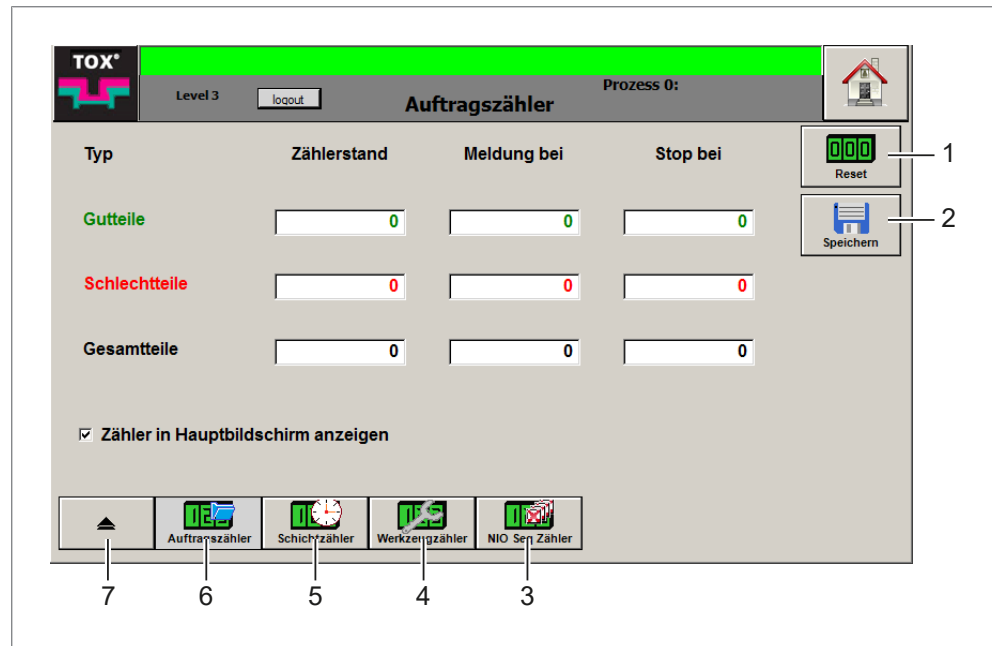 TOX®
Level 3
logout
Auftragszähler
Prozess 0:
Typ Zählerstand Meldung bei Stop bei
000
Reset
1
Gutteile 0 0 0
Speichern
2
Schlechtteile 0 0 0
Gesamtteile 0 0 0
Zähler in Hauptbildschirm anzeigen
Auftragszähler Schichtzähler Werkzeugzähler NIO Seq Zähler
7 6 5 4 3